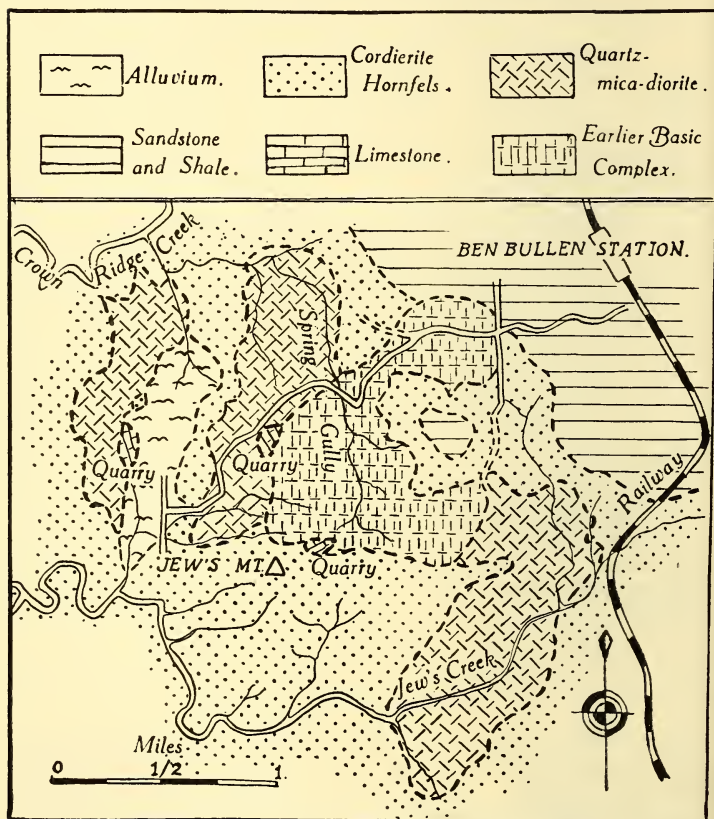 Alluvium.
Cordierite
Hornfels.
Quartz-
mica-diorite.
Sandstone
and Shale.
Limestone.
Earlier Basic
Complex.
Crown
Ridge Creek
BEN BULLEN STATION.
Spring
Gully
Quarry
Quarry
Railway
JEW'S MT.
Quarry
Jew's Creek
Miles
0 1/2 1.